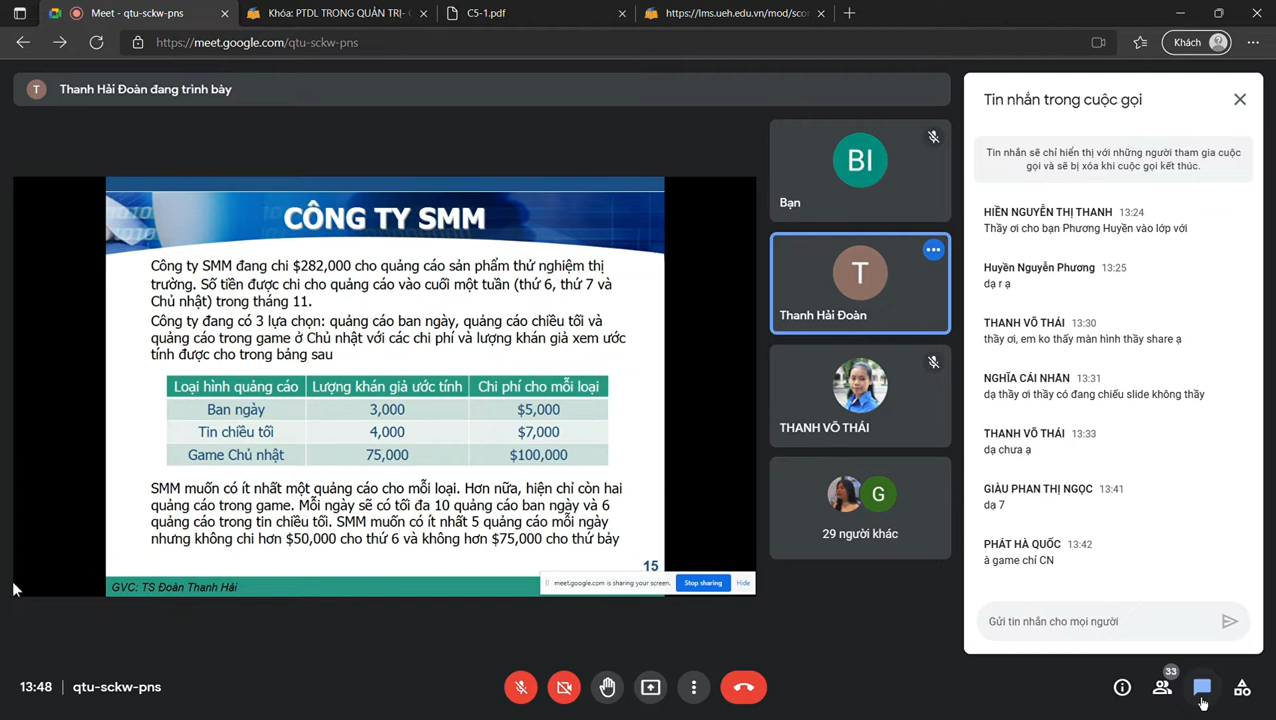 Meet - qtu-sckw-pns
Khóa: PTDL TRONG QUẢN TRỊ-
C5-1.pdf
https://lms.ueh.edu.vn/mod/sco
https://meet.google.com/qtu-sckw-pns
Khách
T
Thanh Hải Đoàn đang trình bày
CÔNG TY SMM
Công ty SMM đang chi $282,000 cho quảng cáo sản phẩm thử nghiệm thị
trường. Số tiền được chi cho quảng cáo vào cuối một tuần (thứ 6, thứ 7 và
Chủ nhật) trong tháng 11.
Công ty đang có 3 lựa chọn: quảng cáo ban ngày, quảng cáo chiều tối và
quảng cáo trong game ở Chủ nhật với các chi phí và lượng khán giả xem ước
tính được cho trong bảng sau
Loại hình quảng cáo Lượng khán giả ước tính Chi phí cho mỗi loại
Ban ngày 3,000 $5,000
Tin chiều tối 4,000 $7,000
Game Chủ nhật 75,000 $100,000
SMM muốn có ít nhất một quảng cáo cho mỗi loại. Hơn nữa, hiện chỉ còn hai
quảng cáo trong game. Mỗi ngày sẽ có tối đa 10 quảng cáo ban ngày và 6
quảng cáo trong tin chiều tối. SMM muốn có ít nhất 5 quảng cáo mỗi ngày
nhưng không chi hơn $50,000 cho thứ 6 và không hơn $75,000 cho thứ bảy
15
GVC: TS Đoàn Thanh Hải
meet.google.com is sharing your screen.
Stop sharing
Hide
BI
Bạn
T
Thanh Hải Đoàn
THANH VÕ THÁI
G
29 người khác
Tin nhắn trong cuộc gọi
Tin nhắn sẽ chỉ hiển thị với những người tham gia cuộc
gọi và sẽ bị xóa khi cuộc gọi kết thúc.
HIỀN NGUYỄN THỊ THANH 13:24
Thầy ơi cho bạn Phương Huyền vào lớp với
Huyền Nguyễn Phương 13:25
dạ r ạ
THANH VÕ THÁI 13:30
thầy ơi, em ko thấy màn hình thầy share ạ
NGHĨA CÁI NHÂN 13:31
dạ thầy ơi thầy có đang chiếu slide không thầy
THANH VÕ THÁI 13:33
dạ chưa ạ
GIÀU PHAN THỊ NGỌC 13:41
dạ 7
PHÁT HÀ QUỐC 13:42
à game chỉ CN
Gửi tin nhắn cho mọi người
13:48 | qtu-sckw-pns
33